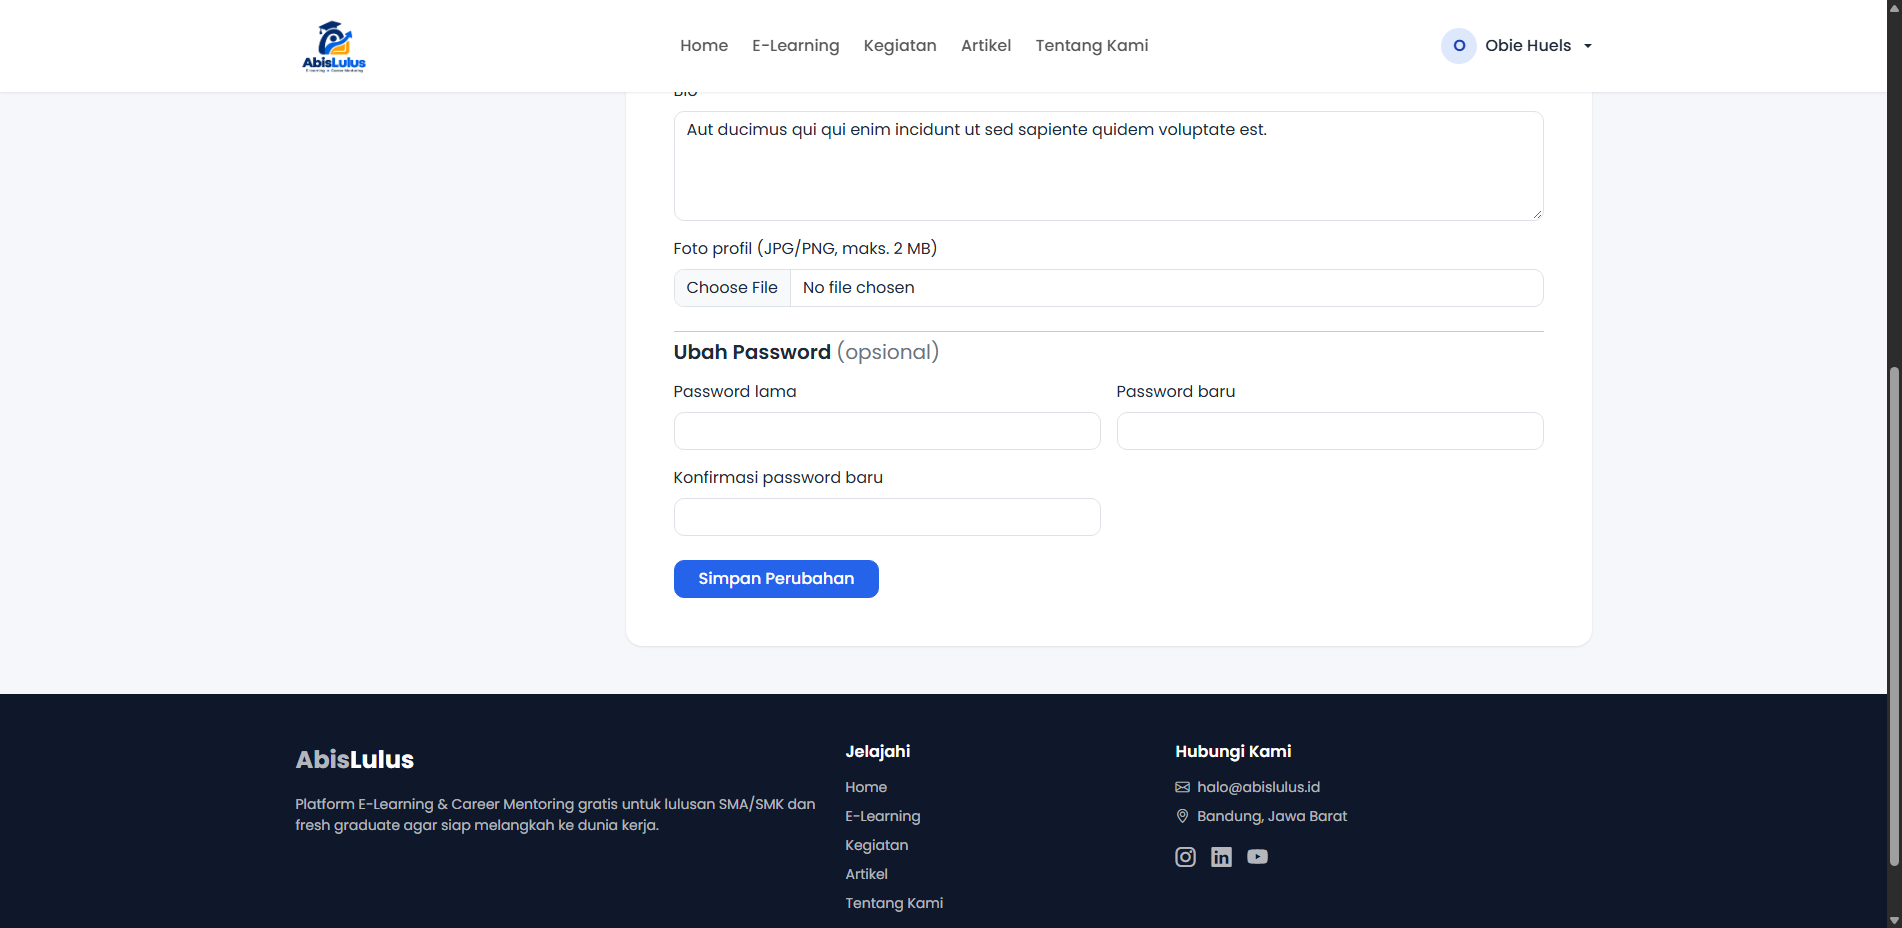 AbisLulus
E-Learning & Career Mentoring
Home
E-Learning
Kegiatan
Artikel
Tentang Kami
O
Obie Huels
Bio
Aut ducimus qui qui enim incidunt ut sed sapiente quidem voluptate est.
Foto profil (JPG/PNG, maks. 2 MB)
Choose File
No file chosen
Ubah Password (opsional)
Password lama
Password baru
Konfirmasi password baru
Simpan Perubahan
AbisLulus
Platform E-Learning & Career Mentoring gratis untuk lulusan SMA/SMK dan
fresh graduate agar siap melangkah ke dunia kerja.
Jelajahi
Home
E-Learning
Kegiatan
Artikel
Tentang Kami
Hubungi Kami
halo@abislulus.id
Bandung, Jawa Barat